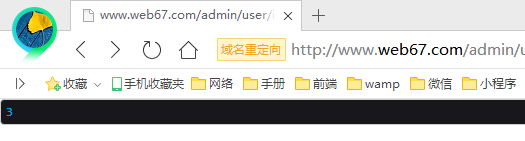 www.web67.com/admin/user/
域名重定向 http://www.web67.com/admin/u
收藏 手机收藏夹 网络 手册 前端 wamp 微信 小程序
3